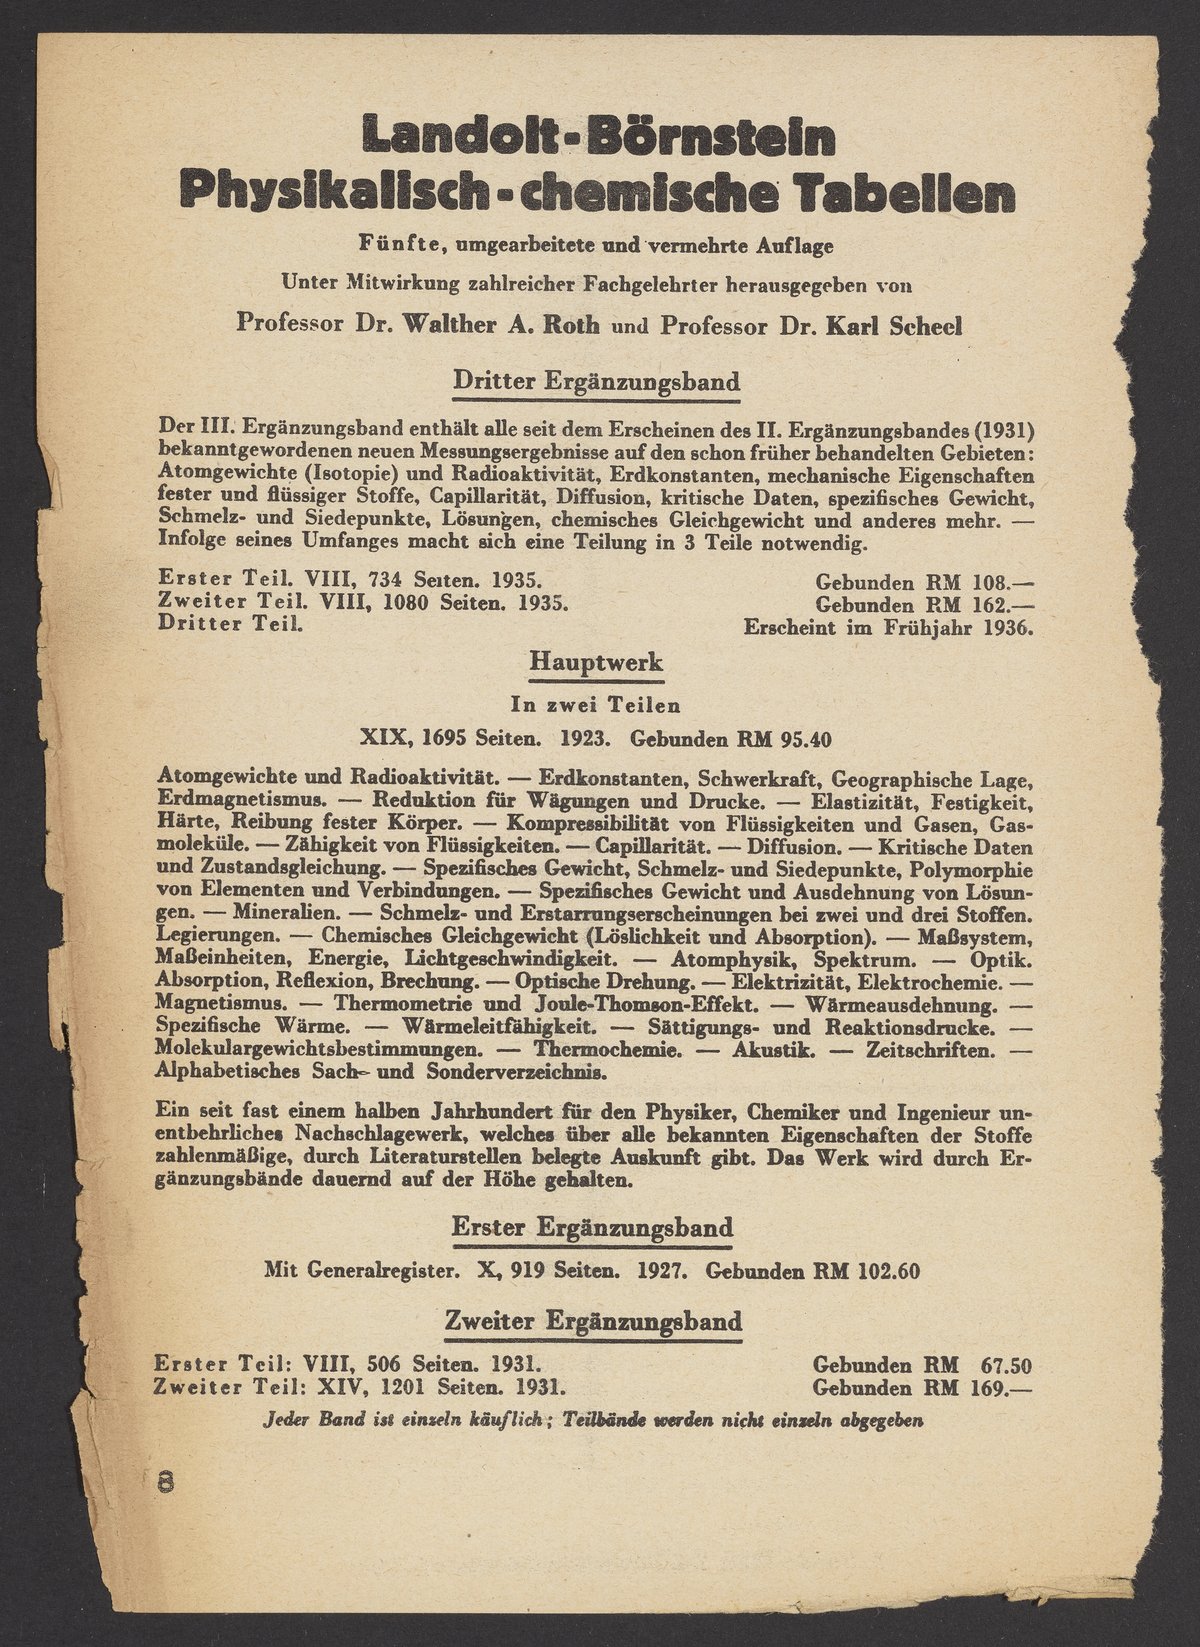 Landolt-Börnstein
Physikalisch-chemische Tabellen
Fünfte, umgearbeitete und vermehrte Auflage
Unter Mitwirkung zahlreicher Fachgelehrter herausgegeben von
Professor Dr. Walther A. Roth und Professor Dr. Karl Scheel
Dritter Ergänzungsband
Der III. Ergänzungsband enthält alle seit dem Erscheinen des II. Ergänzungsbandes (1931)
bekanntgewordenen neuen Messungsergebnisse auf den schon früher behandelten Gebieten:
Atomgewichte (Isotopie) und Radioaktivität, Erdkonstanten, mechanische Eigenschaften
fester und flüssiger Stoffe, Capillarität, Diffusion, kritische Daten, spezifisches Gewicht,
Schmelz- und Siedepunkte, Lösungen, chemisches Gleichgewicht und anderes mehr. —
Infolge seines Umfanges macht sich eine Teilung in 3 Teile notwendig.
Erster Teil. VIII, 734 Seiten. 1935. Gebunden RM 108.—
Zweiter Teil. VIII, 1080 Seiten. 1935. Gebunden RM 162.—
Dritter Teil. Erscheint im Frühjahr 1936.
Hauptwerk
In zwei Teilen
XIX, 1695 Seiten. 1923. Gebunden RM 95.40
Atomgewichte und Radioaktivität. — Erdkonstanten, Schwerkraft, Geographische Lage,
Erdmagnetismus. — Reduktion für Wägungen und Drucke. — Elastizität, Festigkeit,
Härte, Reibung fester Körper. — Kompressibilität von Flüssigkeiten und Gasen, Gas-
moleküle. — Zähigkeit von Flüssigkeiten. — Capillarität. — Diffusion. — Kritische Daten
und Zustandsgleichung. — Spezifisches Gewicht, Schmelz- und Siedepunkte, Polymorphie
von Elementen und Verbindungen. — Spezifisches Gewicht und Ausdehnung von Lösun-
gen. — Mineralien. — Schmelz- und Erstarrungserscheinungen bei zwei und drei Stoffen.
Legierungen. — Chemisches Gleichgewicht (Löslichkeit und Absorption). — Maßsystem,
Maßeinheiten, Energie, Lichtgeschwindigkeit. — Atomphysik, Spektrum. — Optik.
Absorption, Reflexion, Brechung. — Optische Drehung. — Elektrizität, Elektrochemie. —
Magnetismus. — Thermometrie und Joule-Thomson-Effekt. — Wärmeausdehnung. —
Spezifische Wärme. — Wärmeleitfähigkeit. — Sättigungs- und Reaktionsdrucke. —
Molekulargewichtsbestimmungen. — Thermochemie. — Akustik. — Zeitschriften. —
Alphabetisches Sach- und Sonderverzeichnis.
Ein seit fast einem halben Jahrhundert für den Physiker, Chemiker und Ingenieur un-
entbehrliches Nachschlagewerk, welches über alle bekannten Eigenschaften der Stoffe
zahlenmäßige, durch Literaturstellen belegte Auskunft gibt. Das Werk wird durch Er-
gänzungsbände dauernd auf der Höhe gehalten.
Erster Ergänzungsband
Mit Generalregister. X, 919 Seiten. 1927. Gebunden RM 102.60
Zweiter Ergänzungsband
Erster Teil: VIII, 506 Seiten. 1931. Gebunden RM 67.50
Zweiter Teil: XIV, 1201 Seiten. 1931. Gebunden RM 169.—
Jeder Band ist einzeln käuflich; Teilbände werden nicht einzeln abgegeben
8